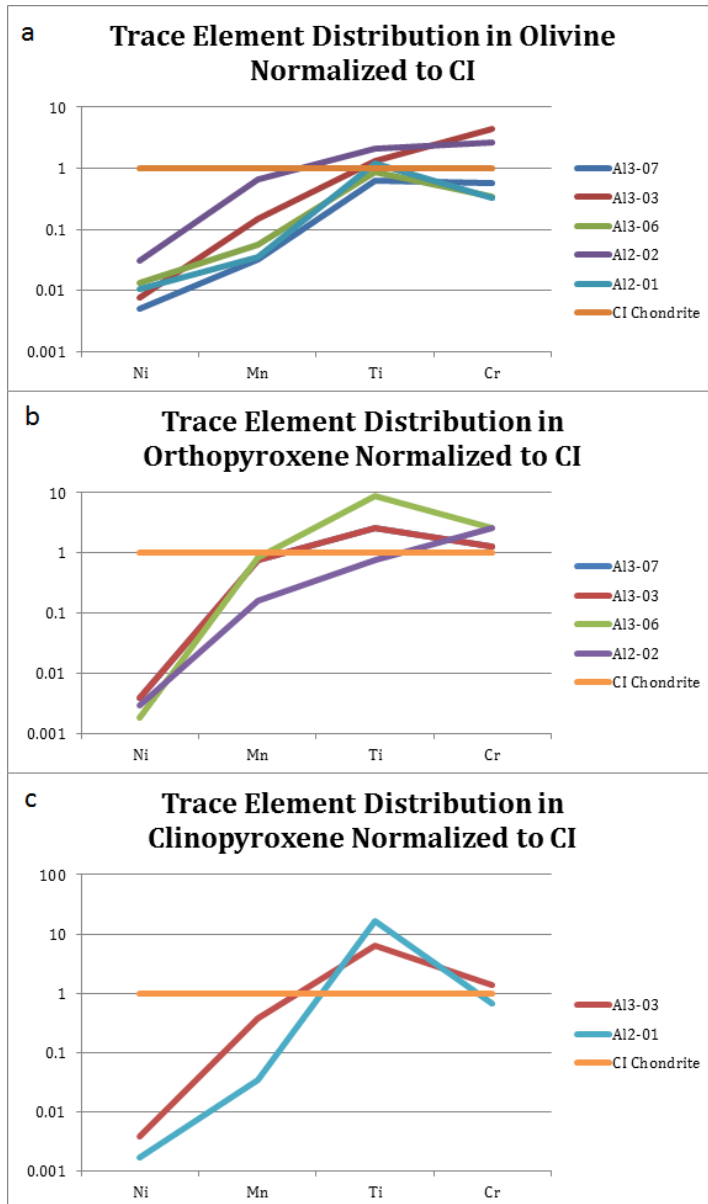 a
Trace Element Distribution in Olivine
Normalized to CI
10
1
0.1
0.01
0.001
Ni Mn Ti Cr
Al3-07
Al3-03
Al3-06
Al2-02
Al2-01
CI Chondrite
b
Trace Element Distribution in
Orthopyroxene Normalized to CI
10
1
0.1
0.01
0.001
Ni Mn Ti Cr
Al3-07
Al3-03
Al3-06
Al2-02
CI Chondrite
c
Trace Element Distribution in
Clinopyroxene Normalized to CI
100
10
1
0.1
0.01
0.001
Ni Mn Ti Cr
Al3-03
Al2-01
CI Chondrite